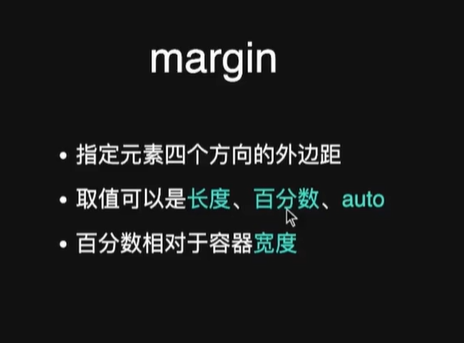 margin
• 指定元素四个方向的外边距
• 取值可以是长度、百分数、auto
• 百分数相对于容器宽度